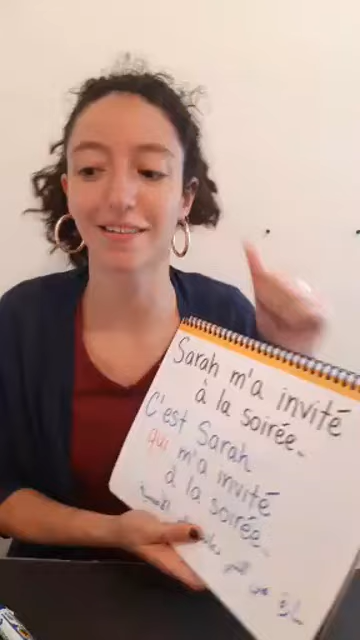 Sarah m'a invité
à la soirée.
C'est Sarah
qui m'a invité
à la soirée.